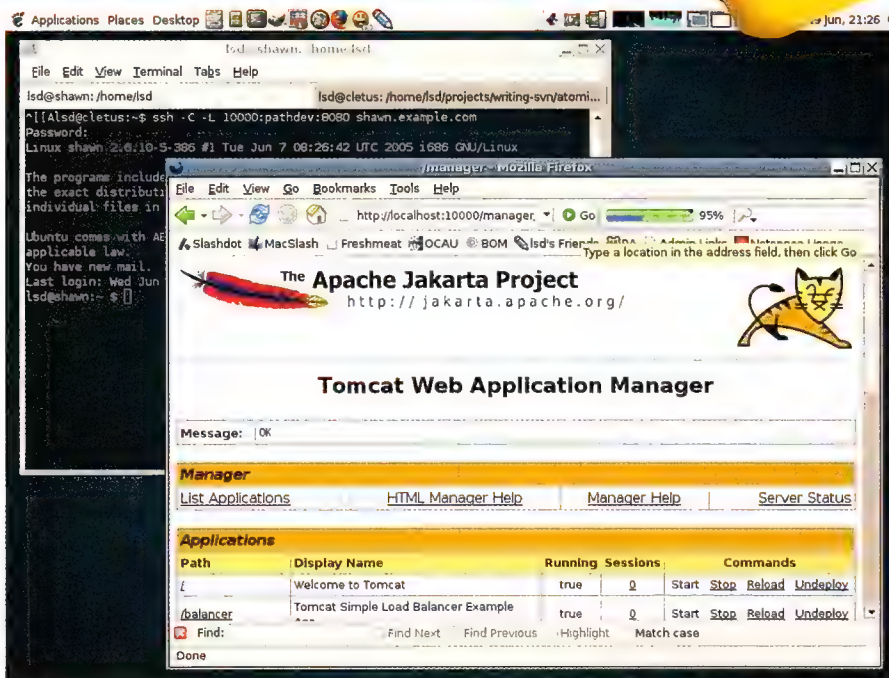 Applications Places Desktop
Jun, 21:26
lsd shawn: home lsd
File Edit View Terminal Tabs Help
lsd@shawn: /home/lsd
lsd@cletus: /home/lsd/projects/writing-svn/atomi...
^[[Alsd@cletus:~$ ssh -C -L 10000:pathdev:8080 shawn.example.com
Password:
Linux shawn 2.6.10-5-386 #1 Tue Jun 7 08:26:42 UTC 2005 i686 GNU/Linux
The programs include
the exact distributi
individual files in
Ubuntu comes with AB
applicable law.
You have new mail.
Last login: Wed Jun
lsd@shawn:~ $
/manager - Mozilla Firefox
File Edit View Go Bookmarks Tools Help
http://localhost:10000/manager, Go 95%
Slashdot MacSlash Freshmeat OCAU BOM lsd's Friends Admin Links
Type a location in the address field, then click Go
The Apache Jakarta Project
http://jakarta.apache.org/
Tomcat Web Application Manager
Message: OK
Manager
List Applications HTML Manager Help Manager Help Server Status
Applications
Path Display Name Running Sessions Commands
/ Welcome to Tomcat true 0 Start Stop Reload Undeploy
/balancer Tomcat Simple Load Balancer Example true 0 Start Stop Reload Undeploy
Find: Find Next Find Previous Highlight Match case
Done